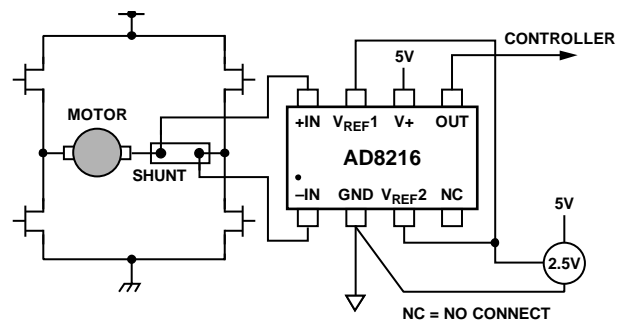 CONTROLLER
5V
MOTOR
SHUNT
+IN VREF1 V+ OUT
AD8216
–IN GND VREF2 NC
5V
2.5V
NC = NO CONNECT